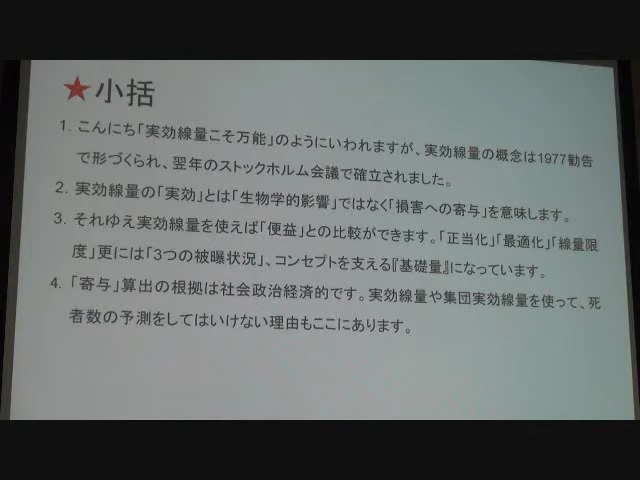 ★小括
1. こんにち「実効線量こそ万能」のようにいわれますが、実効線量の概念は1977勧告
で形づくられ、翌年のストックホルム会議で確立されました。
2. 実効線量の「実効」とは「生物学的影響」ではなく「損害への寄与」を意味します。
3. それゆえ実効線量を使えば「便益」との比較ができます。「正当化」「最適化」「線量限
度」更には「3つの被曝状況」、コンセプトを支える『基礎量』になっています。
4. 「寄与」算出の根拠は社会政治経済的です。実効線量や集団実効線量を使って、死
者数の予測をしてはいけない理由もここにあります。